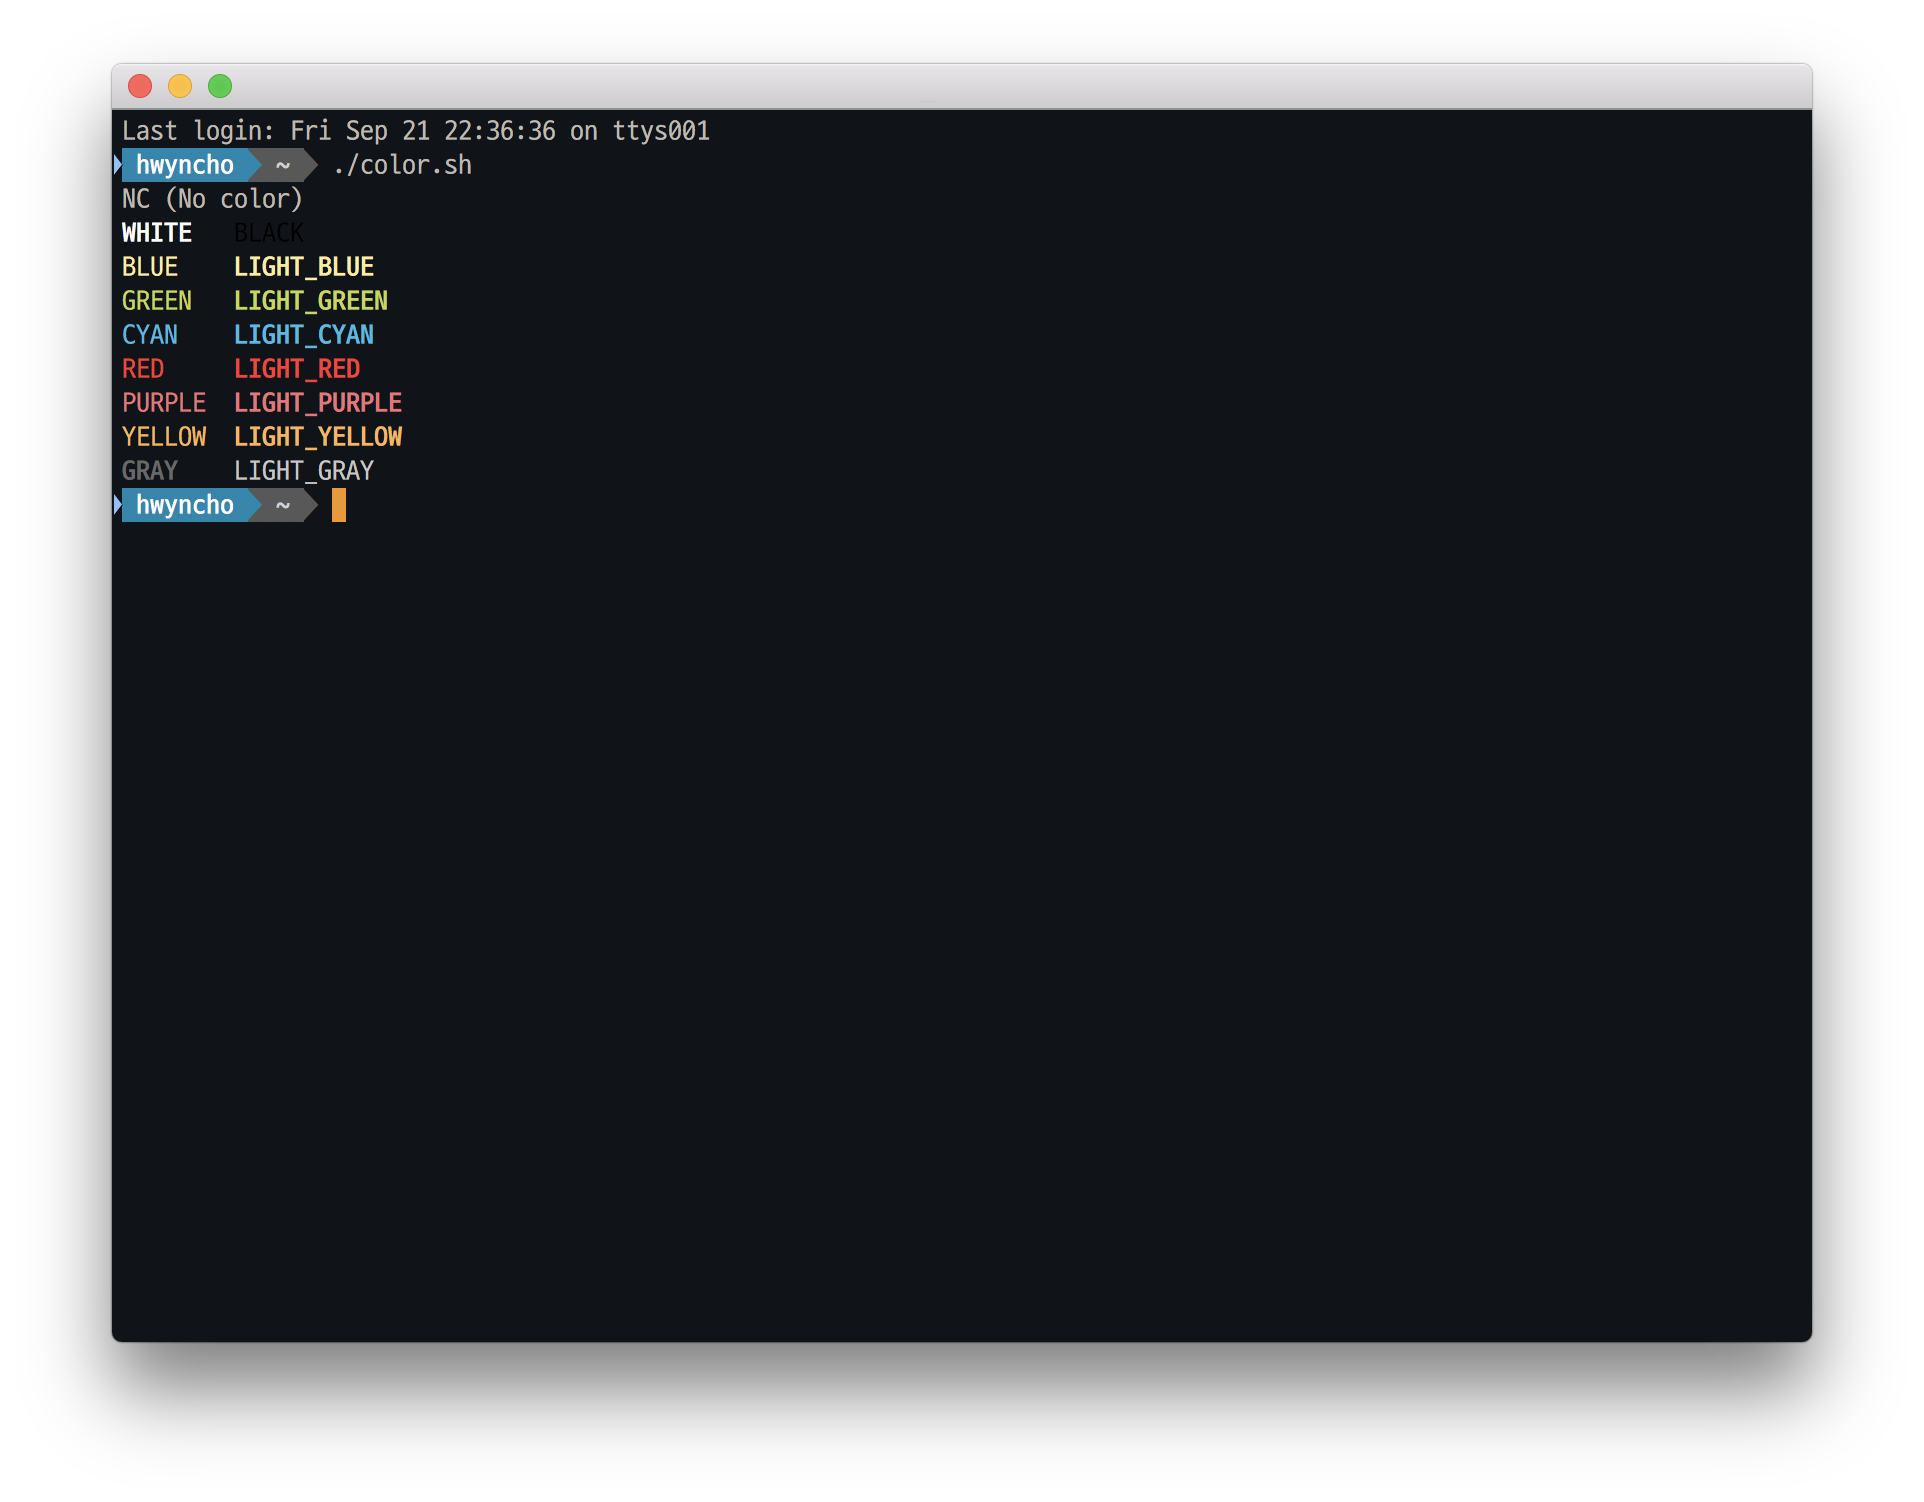 Last login: Fri Sep 21 22:36:36 on ttys001
hwyncho ~ ./color.sh
NC (No color)
WHITE BLACK
BLUE LIGHT_BLUE
GREEN LIGHT_GREEN
CYAN LIGHT_CYAN
RED LIGHT_RED
PURPLE LIGHT_PURPLE
YELLOW LIGHT_YELLOW
GRAY LIGHT_GRAY
hwyncho ~